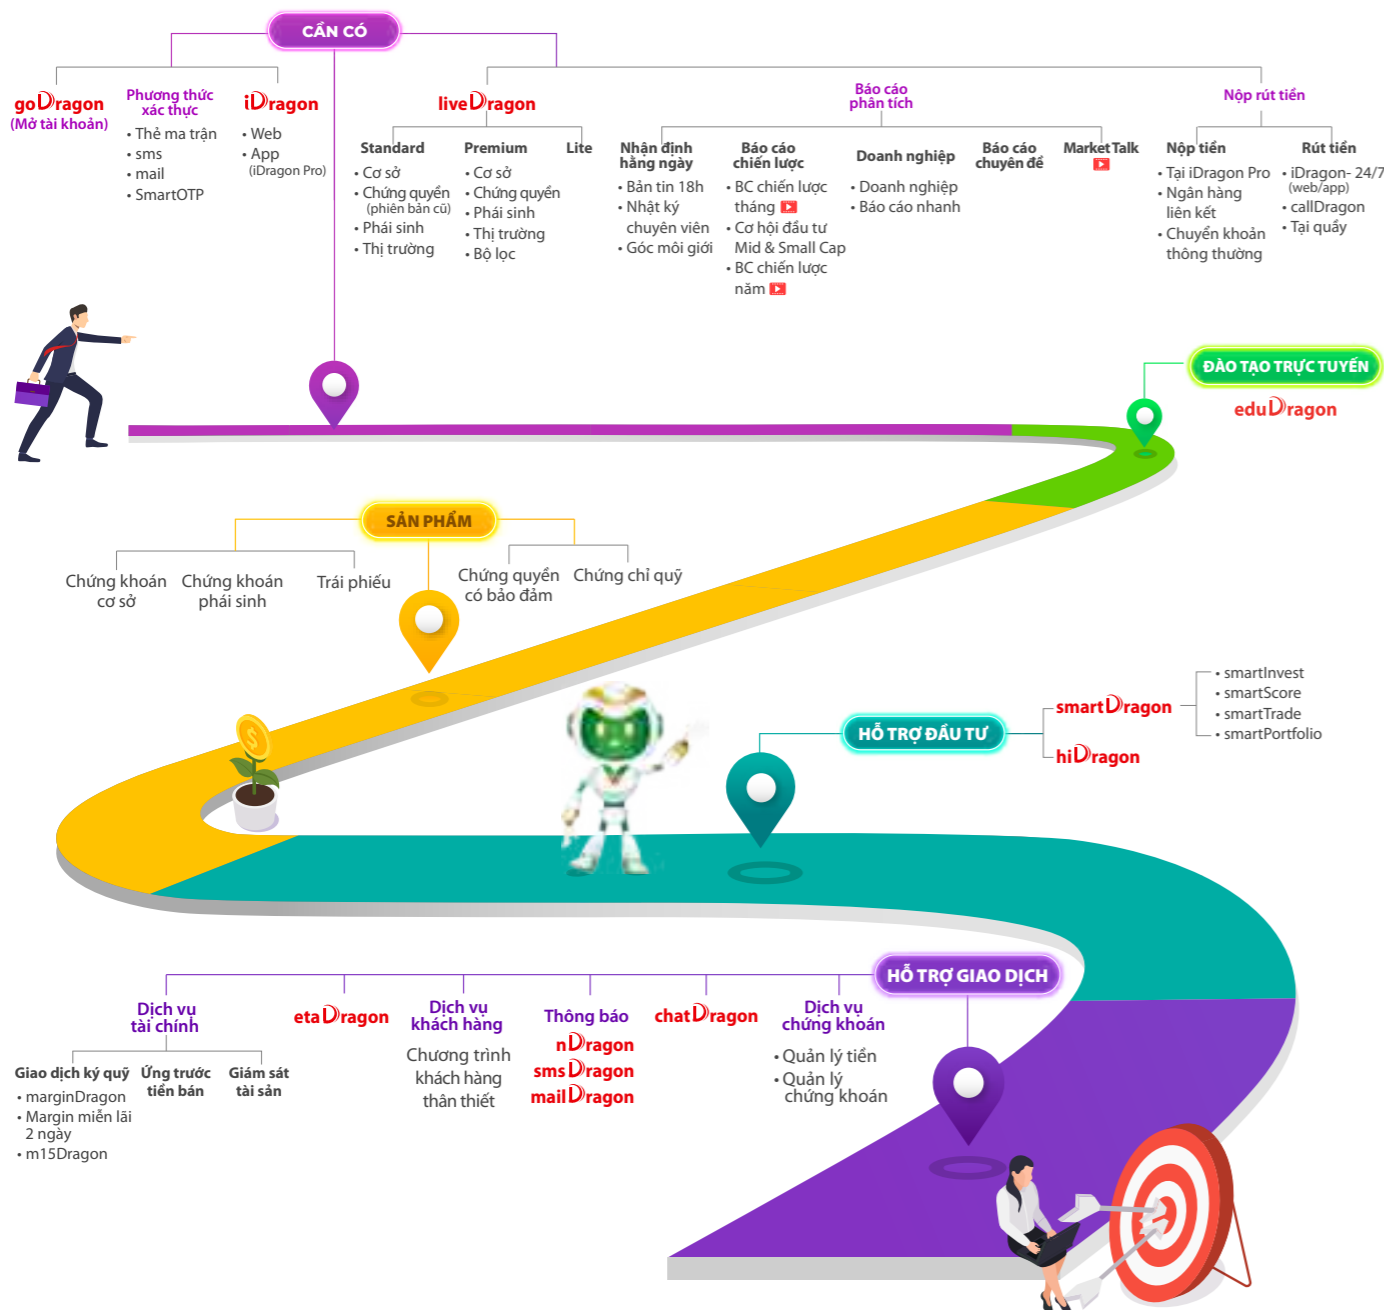 CẦN CÓ
goDragon
(Mở tài khoản)
Phương thức
xác thực
• Thẻ ma trận
• sms
• mail
• SmartOTP
iDragon
• Web
• App
(iDragon Pro)
liveDragon
Standard
• Cơ sở
• Chứng quyền
(phiên bản cũ)
• Phái sinh
• Thị trường
Premium
• Cơ sở
• Chứng quyền
• Phái sinh
• Thị trường
• Bộ lọc
Lite
Báo cáo
phân tích
Nhận định
hằng ngày
• Bản tin 18h
• Nhật ký
chuyên viên
• Góc môi giới
Báo cáo
chiến lược
• BC chiến lược
tháng
• Cơ hội đầu tư
Mid & Small Cap
• BC chiến lược
năm
Doanh nghiệp
• Doanh nghiệp
• Báo cáo nhanh
Báo cáo
chuyên đề
Market Talk
Nộp rút tiền
Nộp tiền
• Tại iDragon Pro
• Ngân hàng
liên kết
• Chuyển khoản
thông thường
Rút tiền
• iDragon- 24/7
(web/app)
• callDragon
• Tại quầy
ĐÀO TẠO TRỰC TUYẾN
eduDragon
SẢN PHẨM
Chứng khoán
cơ sở
Chứng khoán
phái sinh
Trái phiếu
Chứng quyền
có bảo đảm
Chứng chỉ quỹ
HỖ TRỢ ĐẦU TƯ
smartDragon
• smartInvest
• smartScore
• smartTrade
• smartPortfolio
hiDragon
HỖ TRỢ GIAO DỊCH
Dịch vụ
tài chính
Giao dịch ký quỹ
• marginDragon
• Margin miễn lãi
2 ngày
• m15Dragon
Ứng trước
tiền bán
Giám sát
tài sản
etaDragon
Dịch vụ
khách hàng
Chương trình
khách hàng
thân thiết
Thông báo
nDragon
smsDragon
mailDragon
chatDragon
Dịch vụ
chứng khoán
• Quản lý tiền
• Quản lý
chứng khoán